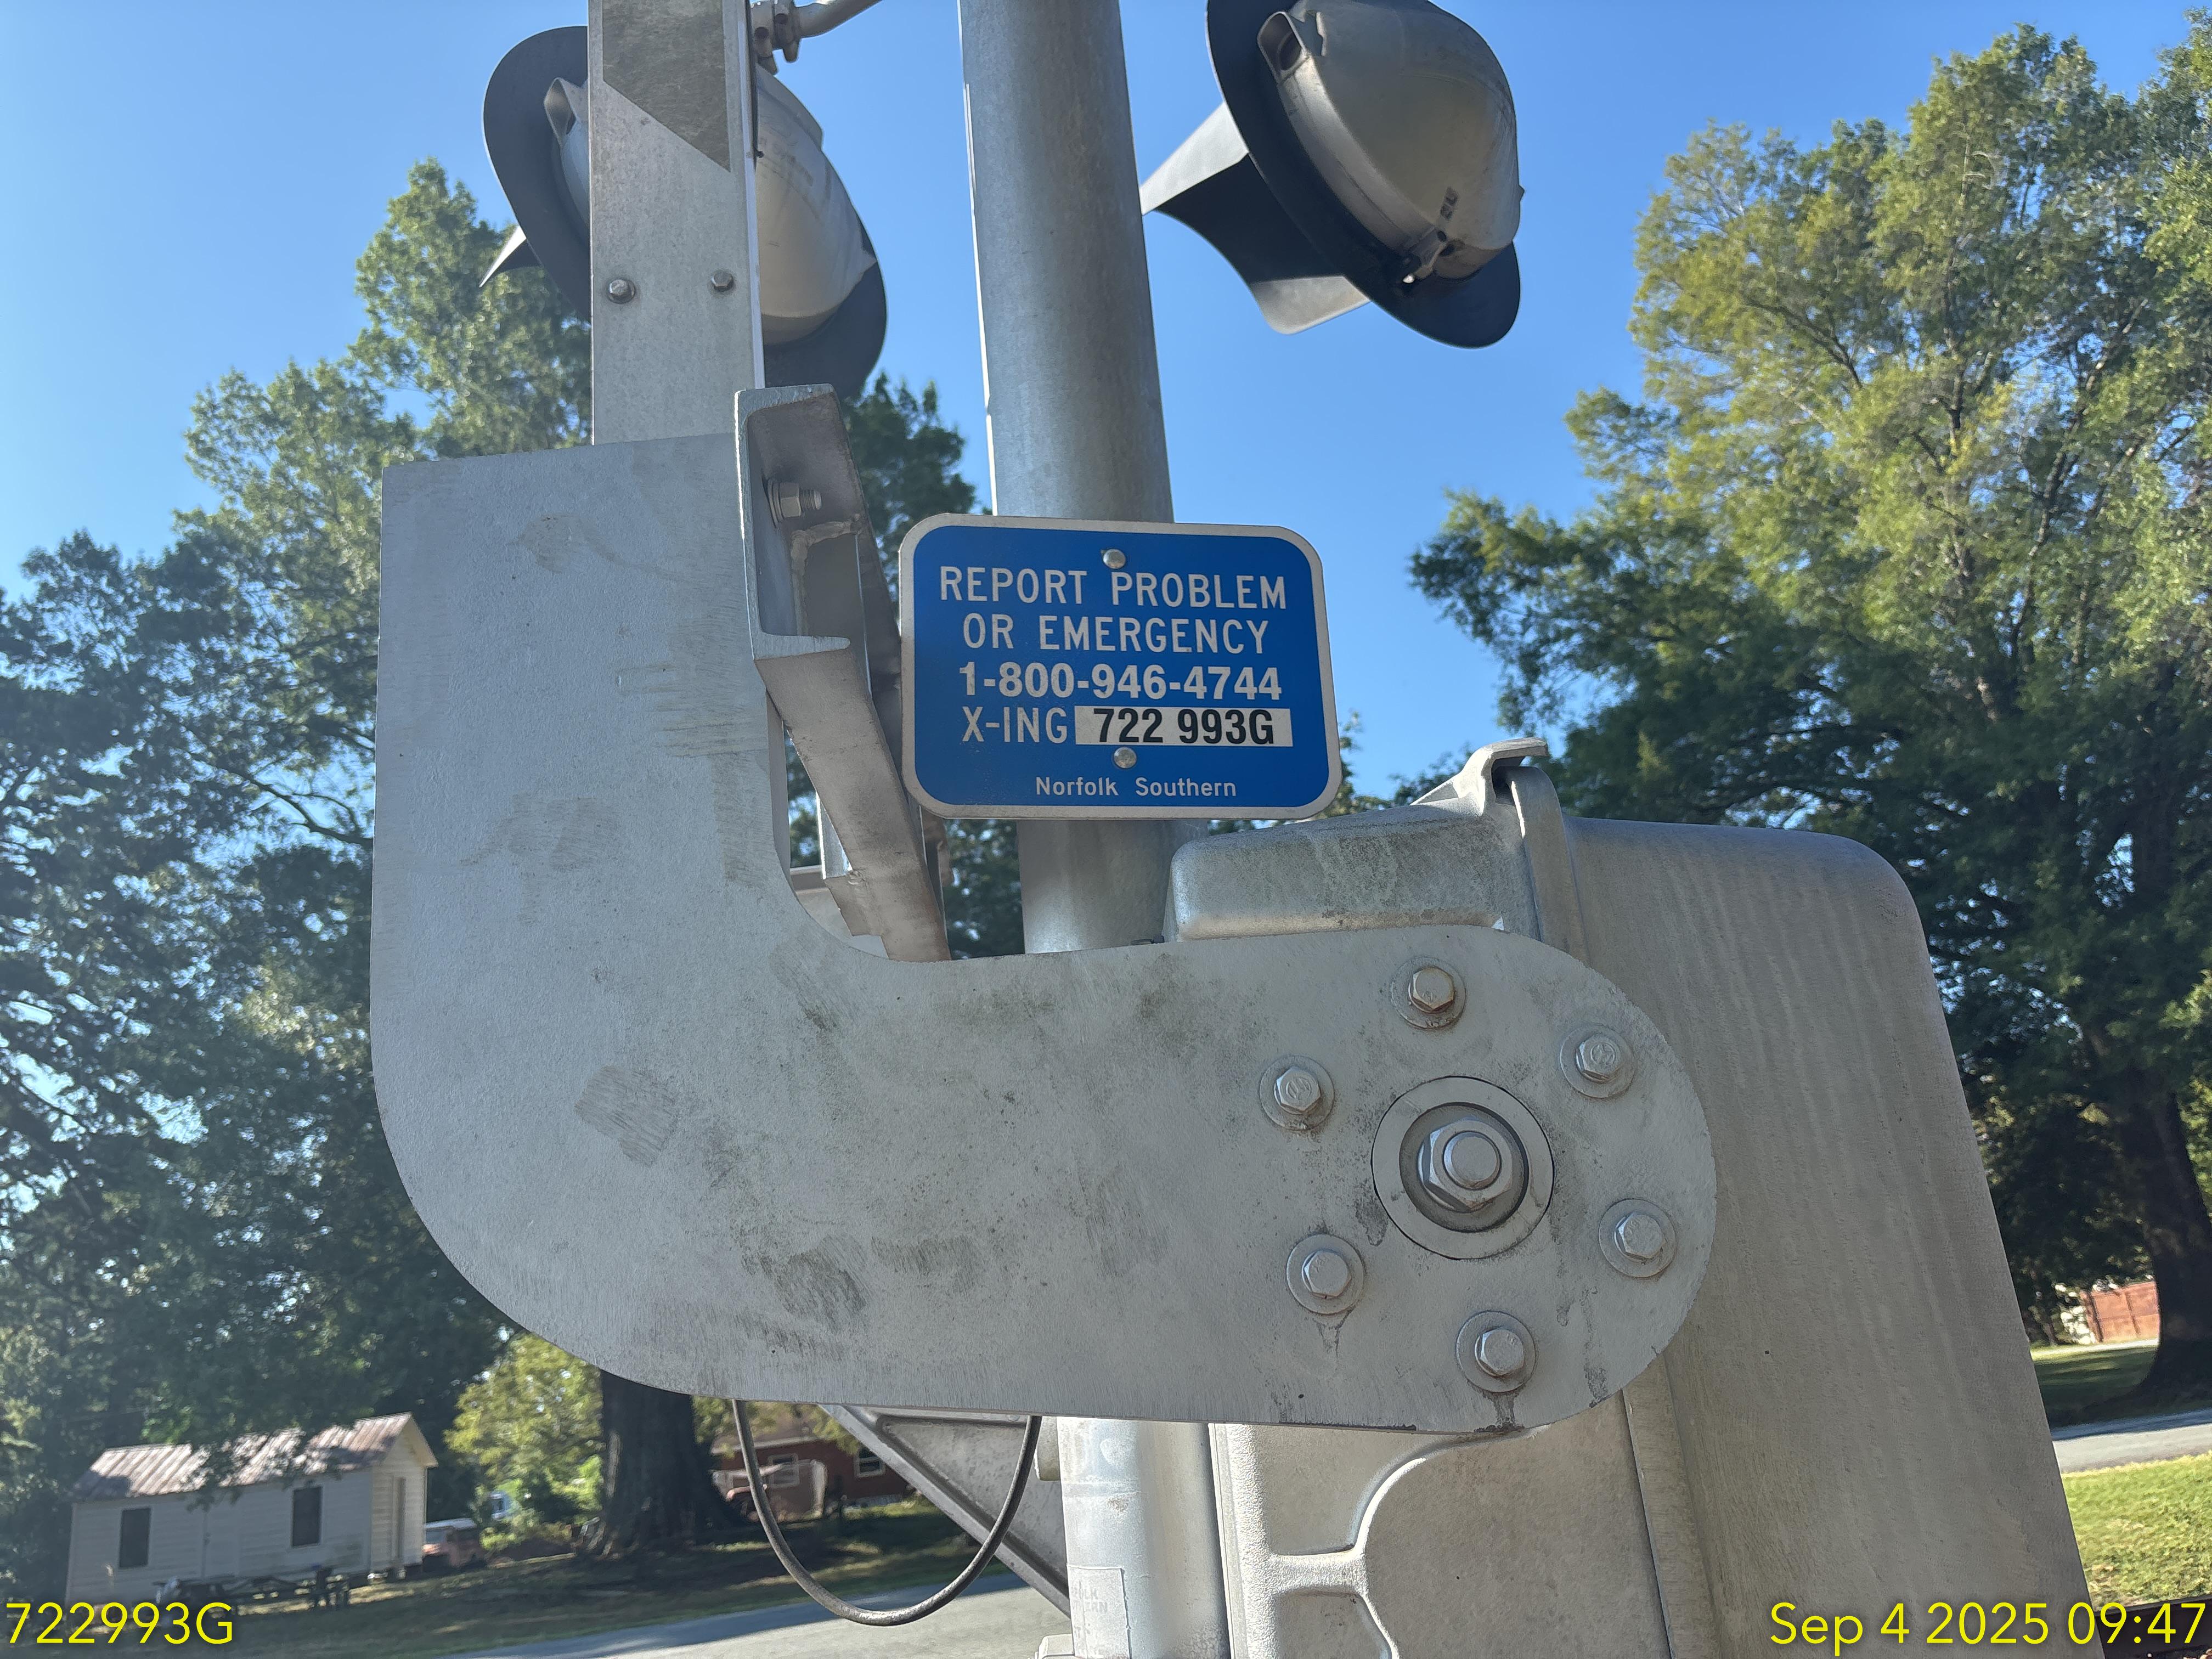 REPORT PROBLEM
OR EMERGENCY
1-800-946-4744
X-ING 722 993G
Norfolk Southern
722993G
Sep 4 2025 09:47